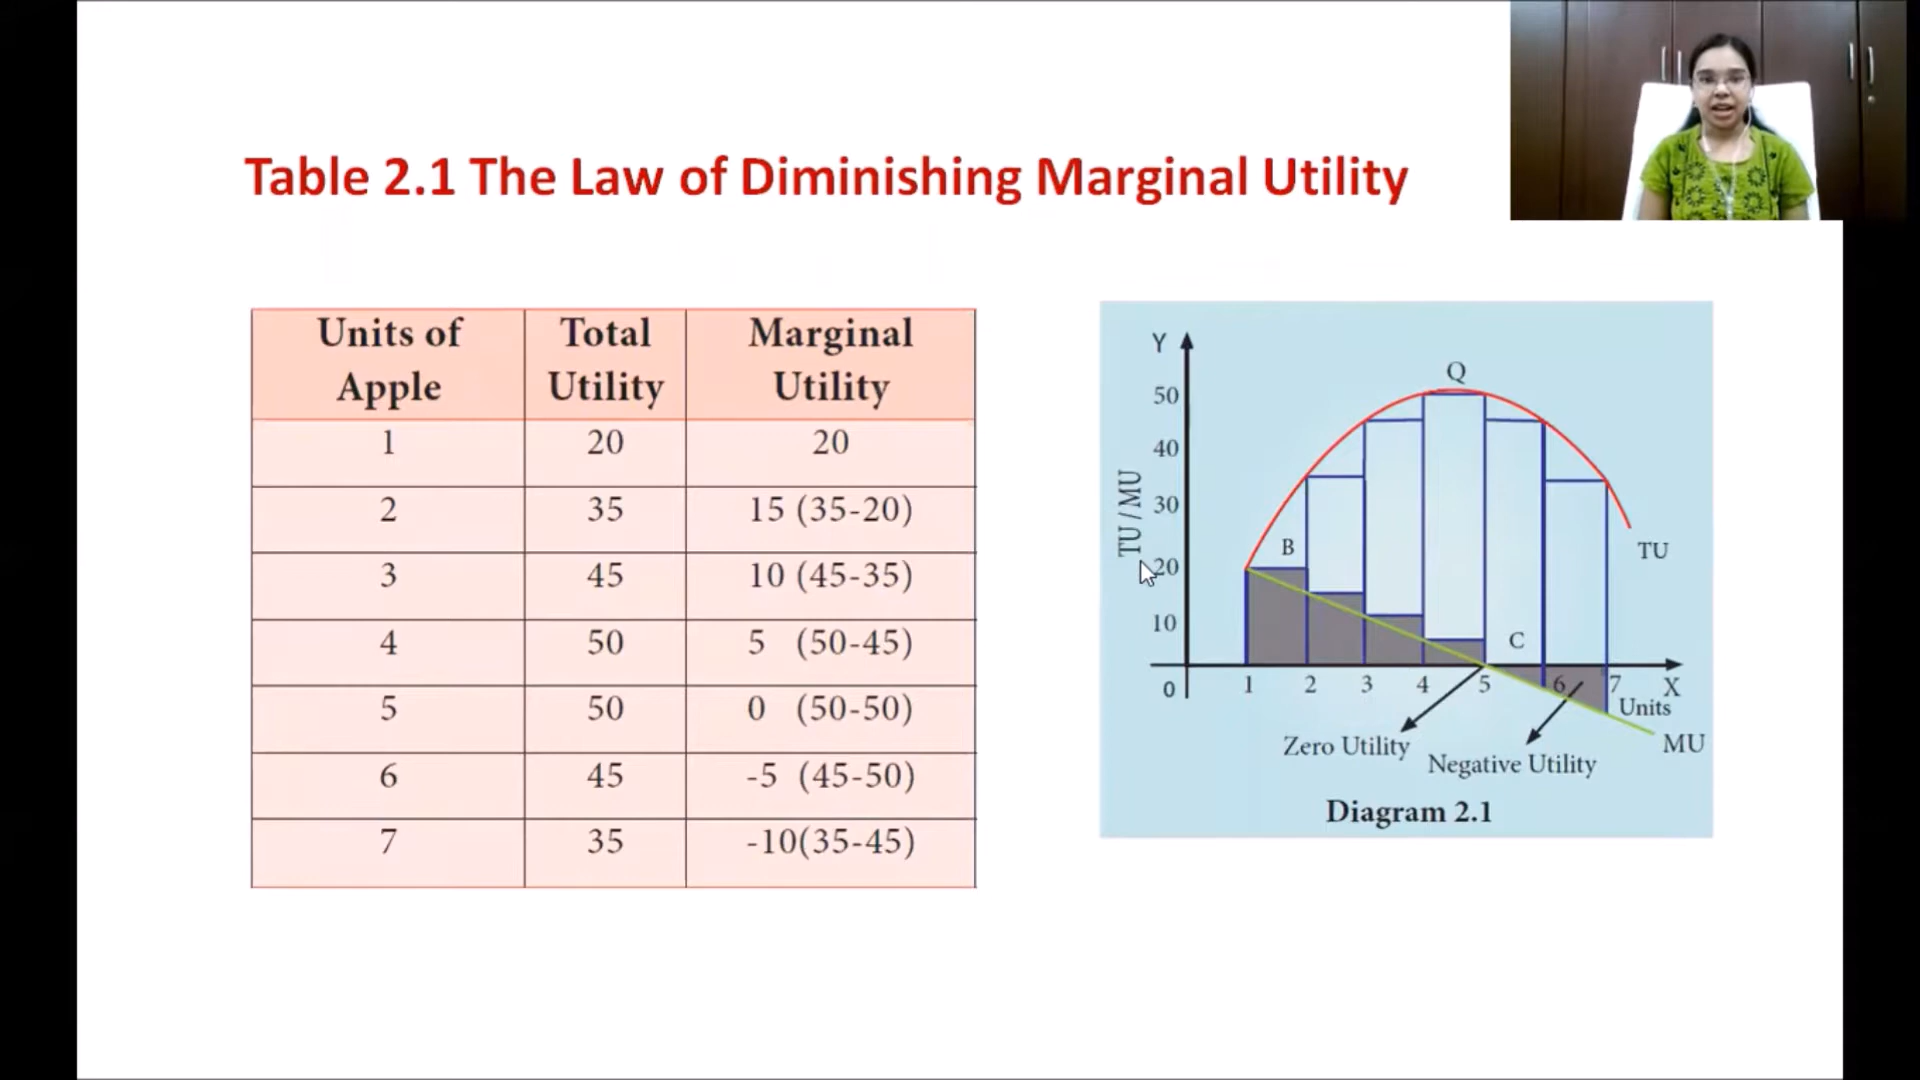 Table 2.1 The Law of Diminishing Marginal Utility
Units of Apple Total Utility Marginal Utility
1 20 20
2 35 15 (35-20)
3 45 10 (45-35)
4 50 5 (50-45)
5 50 0 (50-50)
6 45 -5 (45-50)
7 35 -10(35-45)
Y
Q
50
40
30
20
10
0
TU / MU
B
C
TU
1 2 3 4 5 6 7 X
Units
MU
Zero Utility
Negative Utility
Diagram 2.1